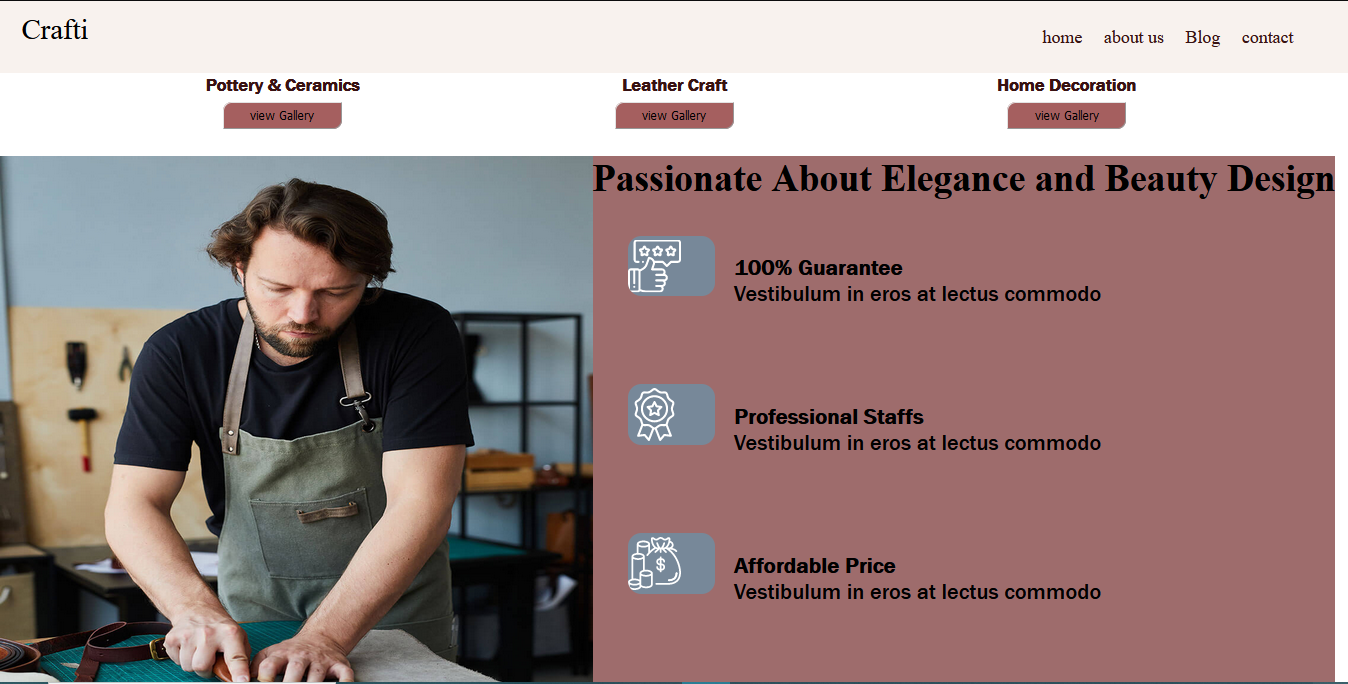 Crafti
home about us Blog contact
Pottery & Ceramics Leather Craft Home Decoration
view Gallery view Gallery view Gallery
Passionate About Elegance and Beauty Design
100% Guarantee
Vestibulum in eros at lectus commodo
Professional Staffs
Vestibulum in eros at lectus commodo
$
Affordable Price
Vestibulum in eros at lectus commodo